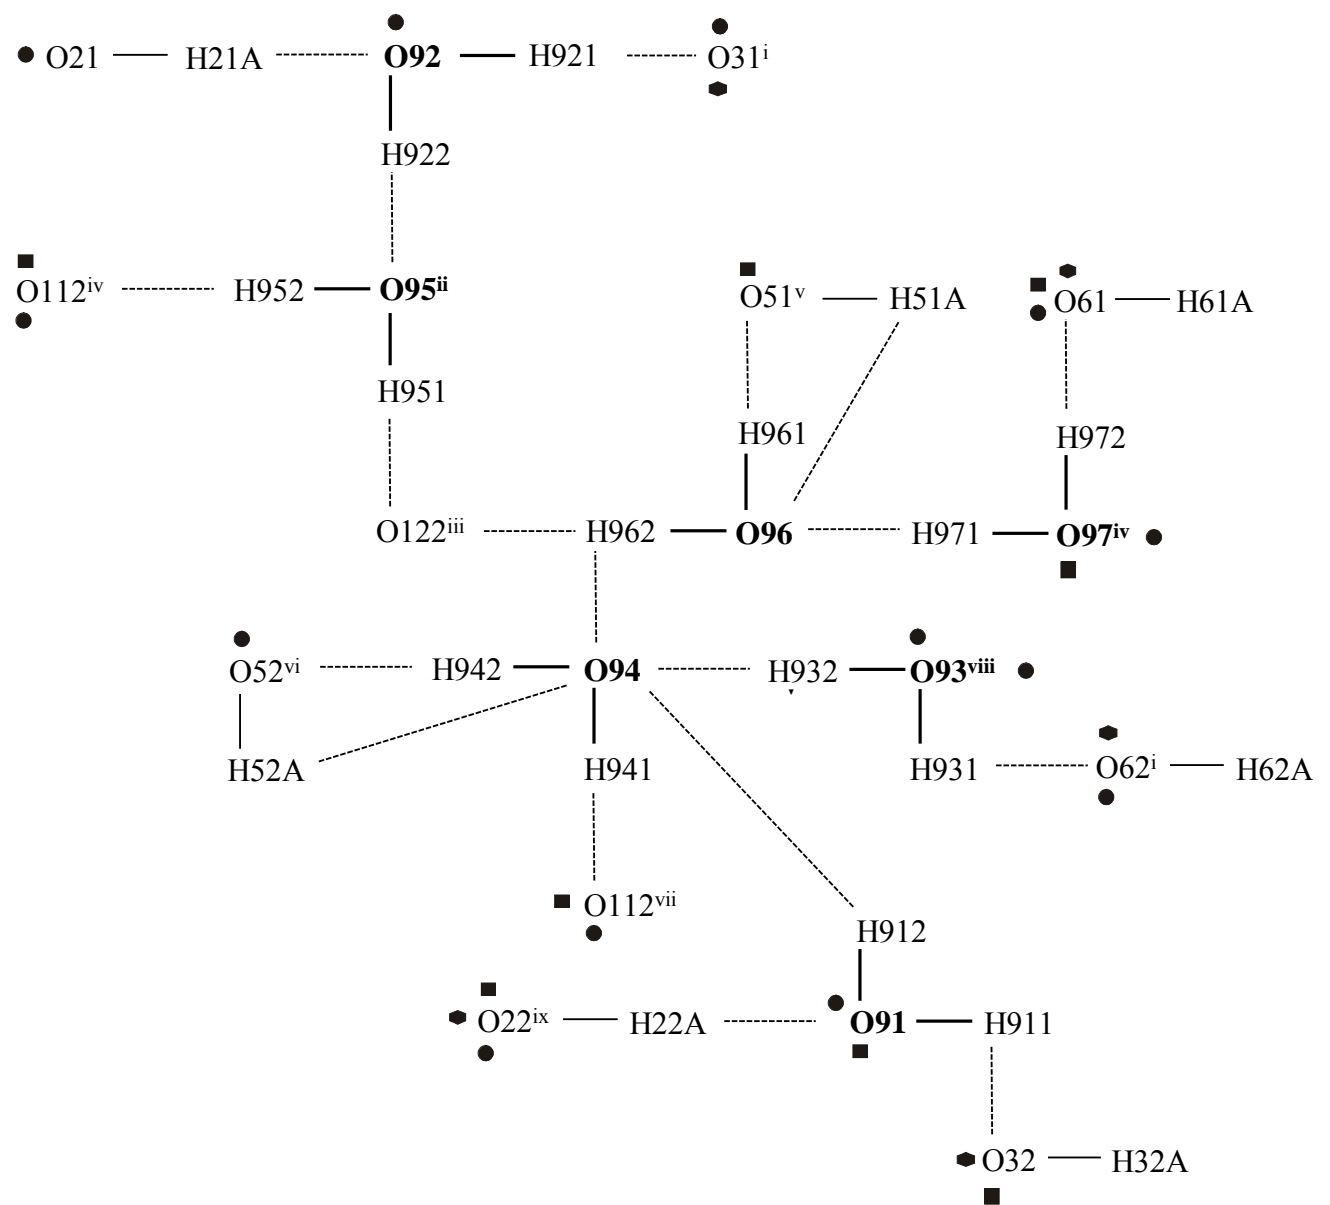 O21 H21A O92 H921 O31ⁱ
H922
O112ⁱᵛ H952 O95ⁱⁱ O51ᵛ H51A O61 H61A
H951
H961 H972
O122ⁱⁱⁱ H962 O96 H971 O97ⁱᵛ
O52ᵛⁱ H942 O94 H932 O93ᵛⁱⁱⁱ
H52A H941 H931 O62ⁱ H62A
O112ᵛⁱⁱ
H912
O22ⁱˣ H22A O91 H911
O32 H32A